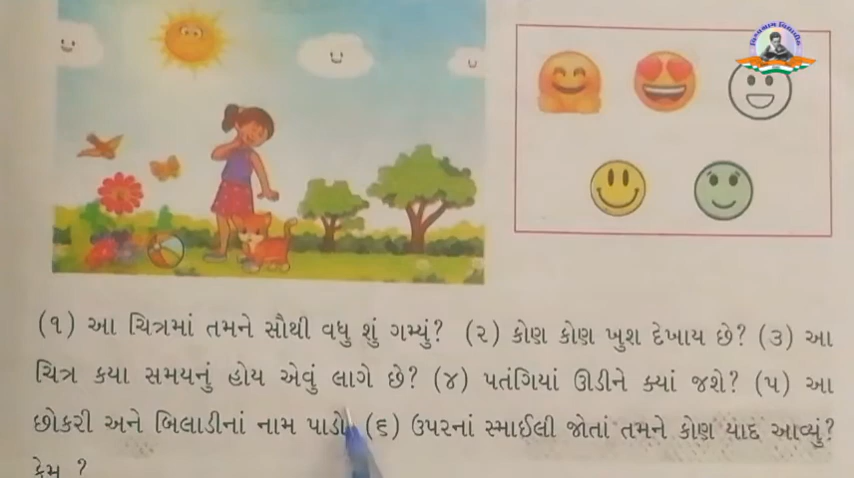 (૧) આ ચિત્રમાં તમને સૌથી વધુ શું ગમ્યું? (૨) કોણ કોણ ખુશ દેખાય છે? (૩) આ
ચિત્ર કયા સમયનું હોય એવું લાગે છે? (૪) પતંગિયાં ઊડીને ક્યાં જશે? (૫) આ
છોકરી અને બિલાડીનાં નામ પાડો. (૬) ઉપરનાં સ્માઈલી જોતાં તમને કોણ યાદ આવ્યું?
કેમ ?